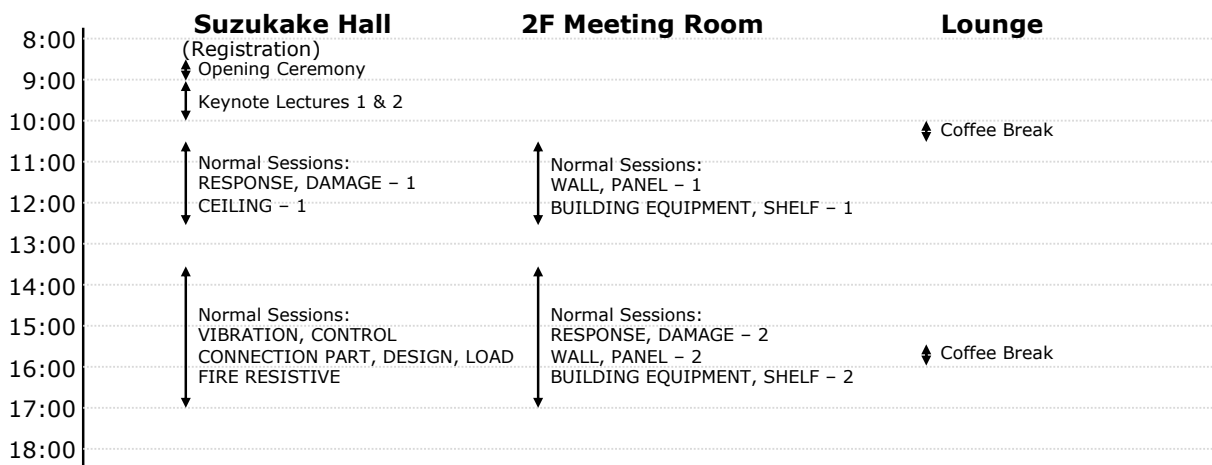 Suzukake Hall
2F Meeting Room
Lounge
8:00
(Registration)
Opening Ceremony
9:00
Keynote Lectures 1 & 2
10:00
Coffee Break
11:00
Normal Sessions:
RESPONSE, DAMAGE – 1
CEILING – 1
Normal Sessions:
WALL, PANEL – 1
BUILDING EQUIPMENT, SHELF – 1
12:00
13:00
14:00
Normal Sessions:
VIBRATION, CONTROL
CONNECTION PART, DESIGN, LOAD
FIRE RESISTIVE
Normal Sessions:
RESPONSE, DAMAGE – 2
WALL, PANEL – 2
BUILDING EQUIPMENT, SHELF – 2
15:00
Coffee Break
16:00
17:00
18:00